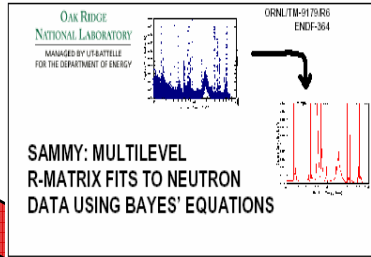 OAK RIDGE
NATIONAL LABORATORY
MANAGED BY UT-BATTELLE
FOR THE DEPARTMENT OF ENERGY
ORNL/TM-9179/R6
ENDF-364
SAMMY: MULTILEVEL
R-MATRIX FITS TO NEUTRON
DATA USING BAYES' EQUATIONS